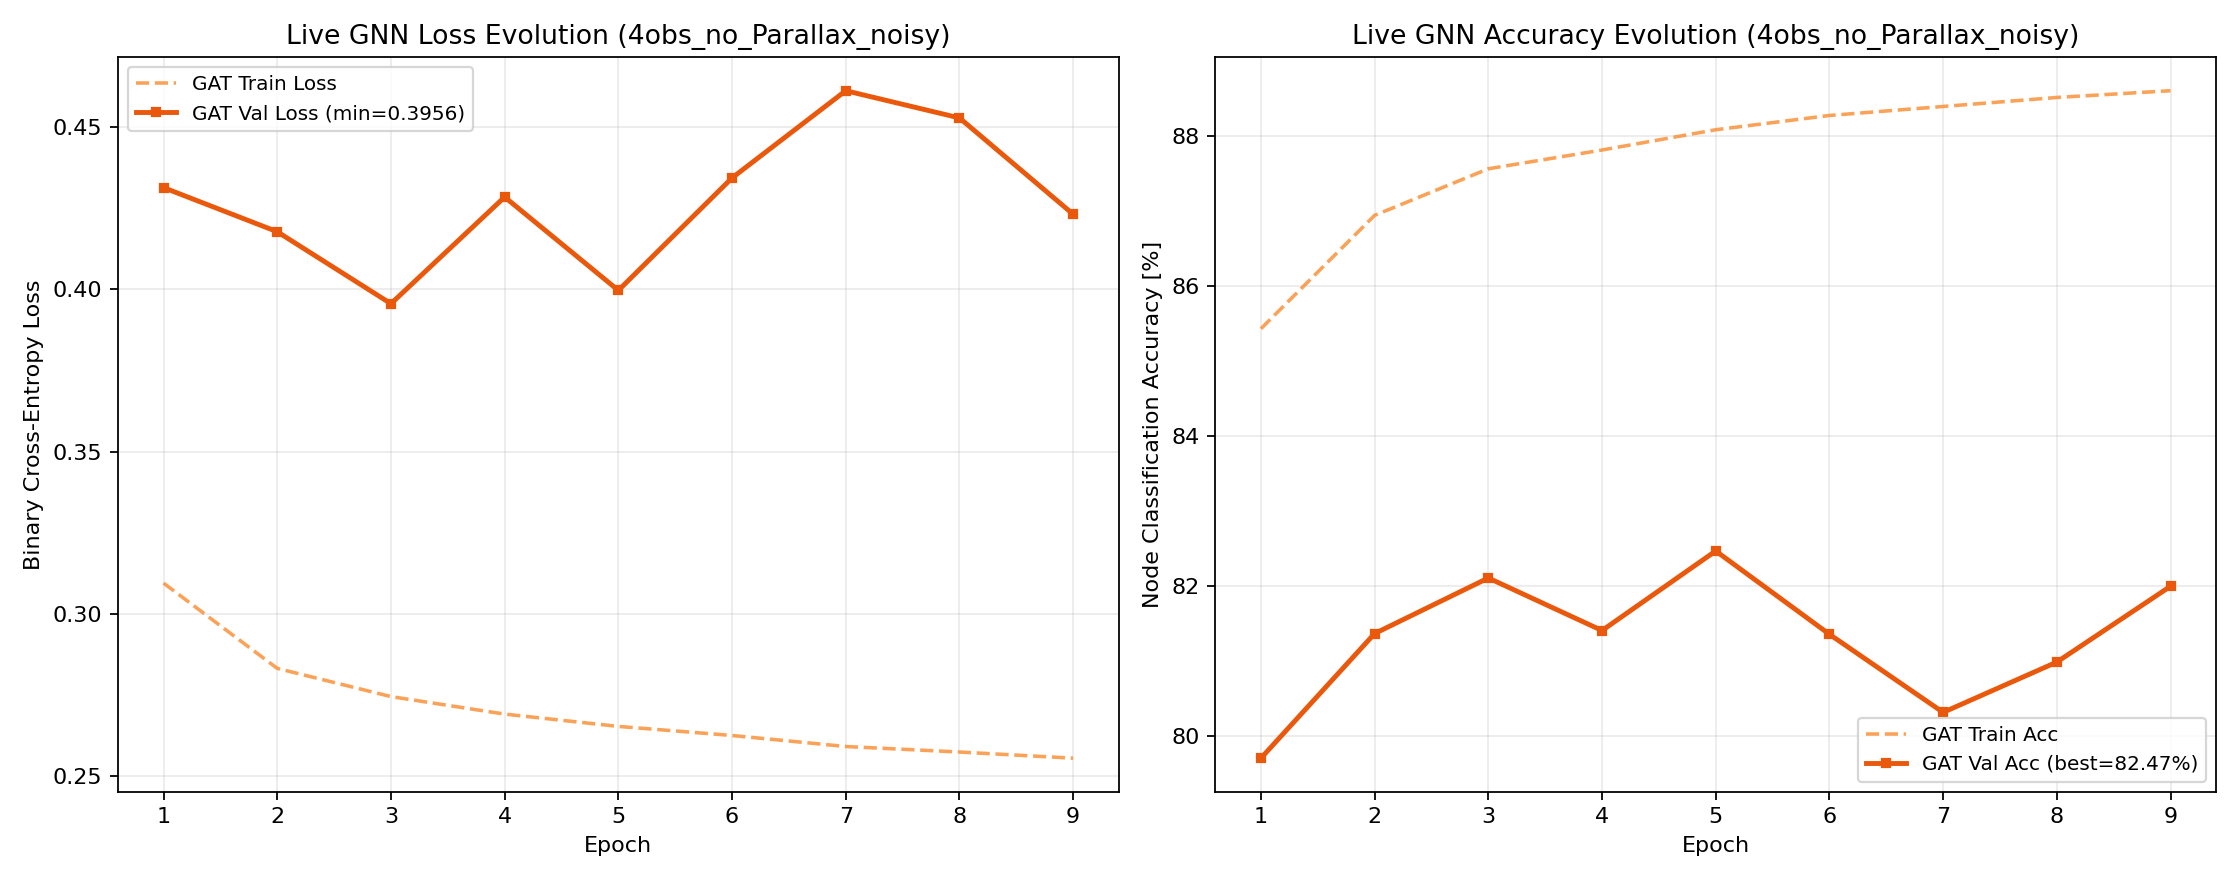 Live GNN Loss Evolution (4obs_no_Parallax_noisy)
GAT Train Loss
GAT Val Loss (min=0.3956)
Binary Cross-Entropy Loss
0.45
0.40
0.35
0.30
0.25
1 2 3 4 5 6 7 8 9
Epoch
Live GNN Accuracy Evolution (4obs_no_Parallax_noisy)
Node Classification Accuracy [%]
88
86
84
82
80
GAT Train Acc
GAT Val Acc (best=82.47%)
1 2 3 4 5 6 7 8 9
Epoch